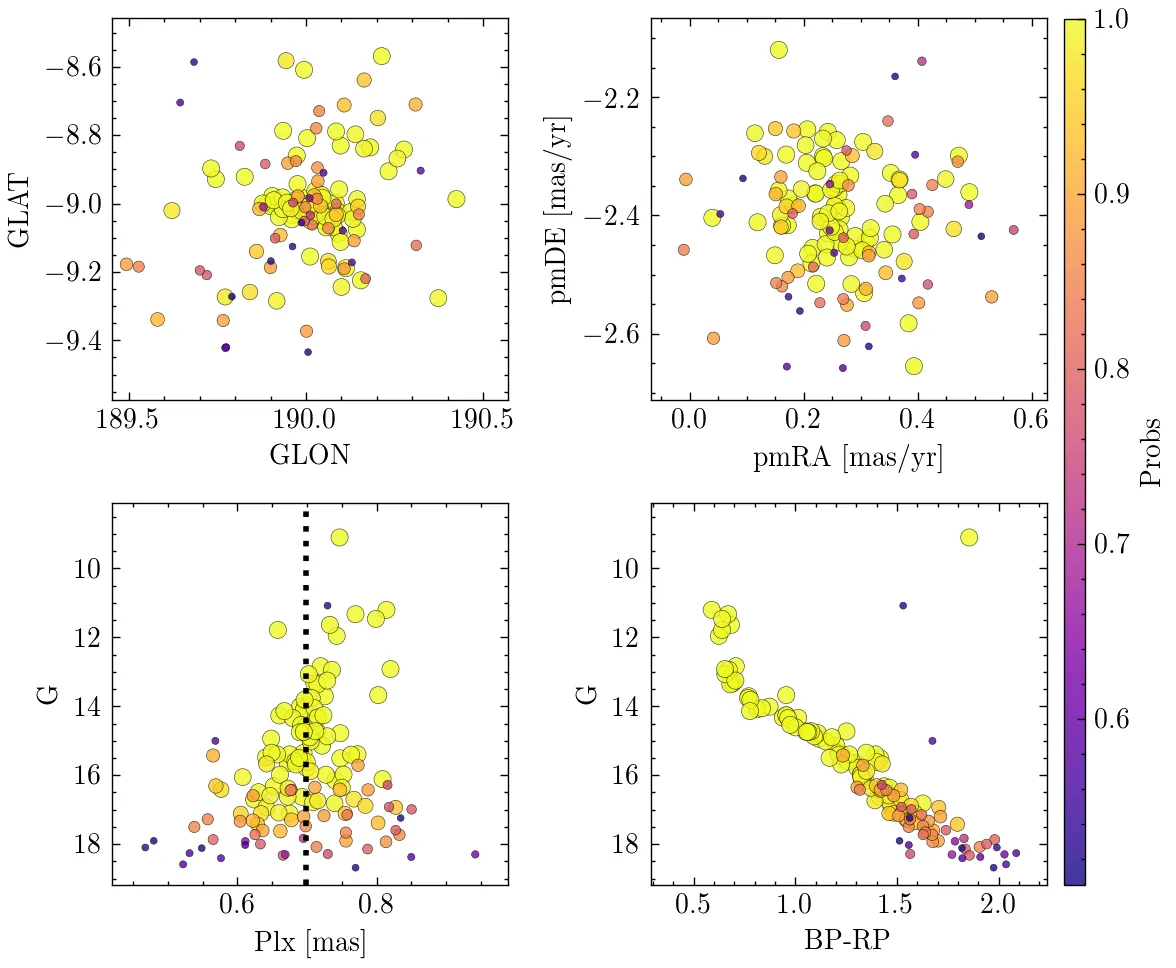 −8.6
−8.8
−9.0
−9.2
−9.4
GLAT
189.5 190.0 190.5
GLON
−2.2
−2.4
−2.6
pmDE [mas/yr]
0.0 0.2 0.4 0.6
pmRA [mas/yr]
1.0
0.9
0.8
0.7
0.6
Probs
10
12
14
16
18
G
0.6 0.8
Plx [mas]
10
12
14
16
18
G
0.5 1.0 1.5 2.0
BP-RP